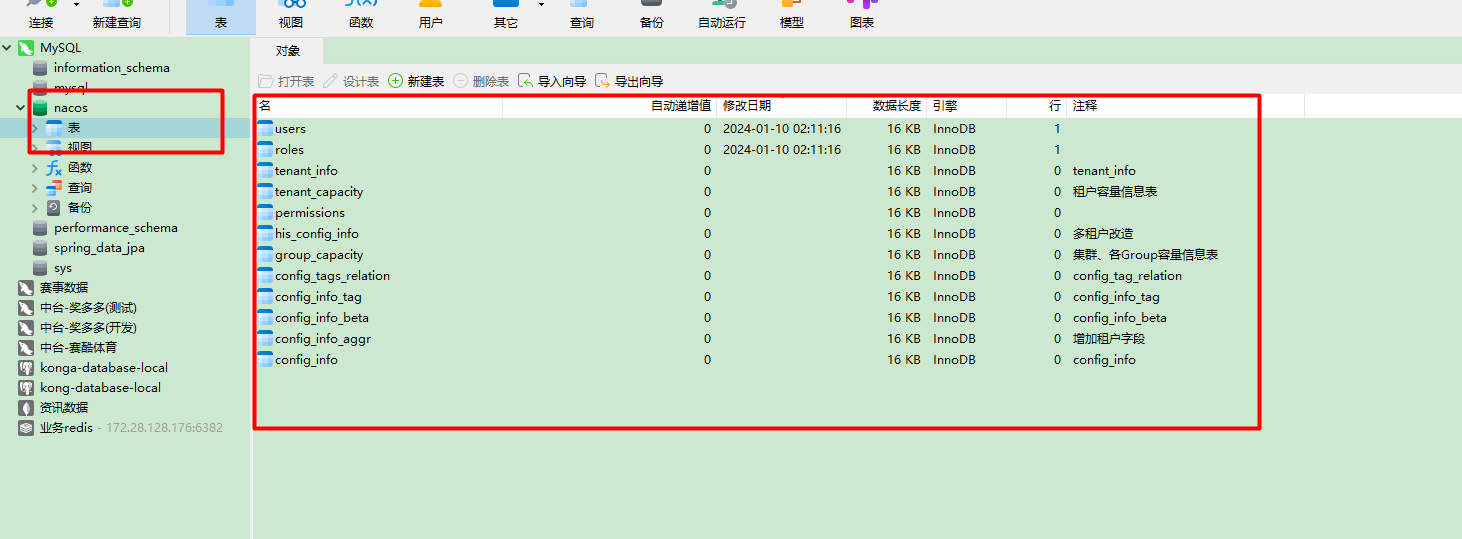 连接 新建查询 表 视图 函数 用户 其它 查询 备份 自动运行 模型 图表
MySQL
information_schema
mysql
nacos
表
视图
函数
查询
备份
performance_schema
spring_data_jpa
sys
赛事数据
中台-奖多多(测试)
中台-奖多多(开发)
中台-赛酷体育
konga-database-local
kong-database-local
资讯数据
业务redis - 172.28.128.176:6382
对象
打开表 设计表 新建表 删除表 导入向导 导出向导
名 自动递增值 修改日期 数据长度 引擎 行 注释
users 0 2024-01-10 02:11:16 16 KB InnoDB 1
roles 0 2024-01-10 02:11:16 16 KB InnoDB 1
tenant_info 0 16 KB InnoDB 0 tenant_info
tenant_capacity 0 16 KB InnoDB 0 租户容量信息表
permissions 0 16 KB InnoDB 0
his_config_info 0 16 KB InnoDB 0 多租户改造
group_capacity 0 16 KB InnoDB 0 集群、各Group容量信息表
config_tags_relation 0 16 KB InnoDB 0 config_tag_relation
config_info_tag 0 16 KB InnoDB 0 config_info_tag
config_info_beta 0 16 KB InnoDB 0 config_info_beta
config_info_aggr 0 16 KB InnoDB 0 增加租户字段
config_info 0 16 KB InnoDB 0 config_info